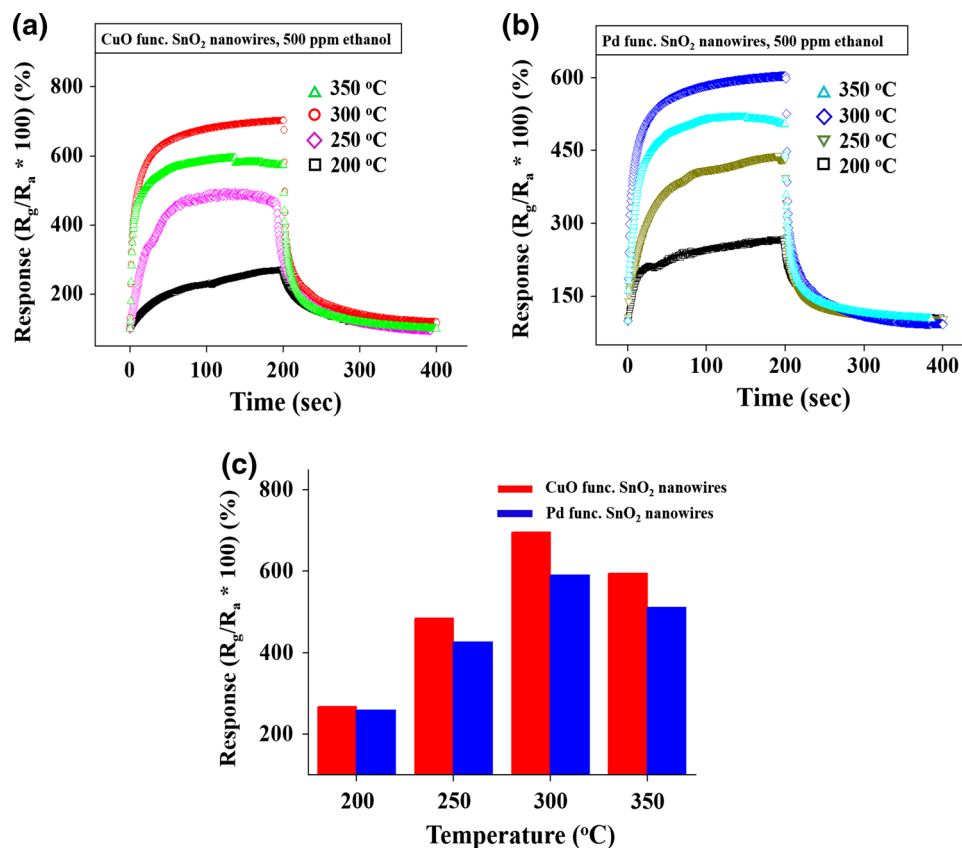 (a)
CuO func. SnO₂ nanowires, 500 ppm ethanol
350 ᵒC
300 ᵒC
250 ᵒC
200 ᵒC
800
600
400
200
Response (Rg/Ra * 100) (%)
0
100
200
300
400
Time (sec)
(b)
Pd func. SnO₂ nanowires, 500 ppm ethanol
350 ᵒC
300 ᵒC
250 ᵒC
200 ᵒC
600
450
300
150
Response (Rg/Ra * 100) (%)
0
100
200
300
400
Time (sec)
(c)
CuO func. SnO₂ nanowires
Pd func. SnO₂ nanowires
800
600
400
200
Response (Rg/Ra * 100) (%)
200
250
300
350
Temperature (ᵒC)